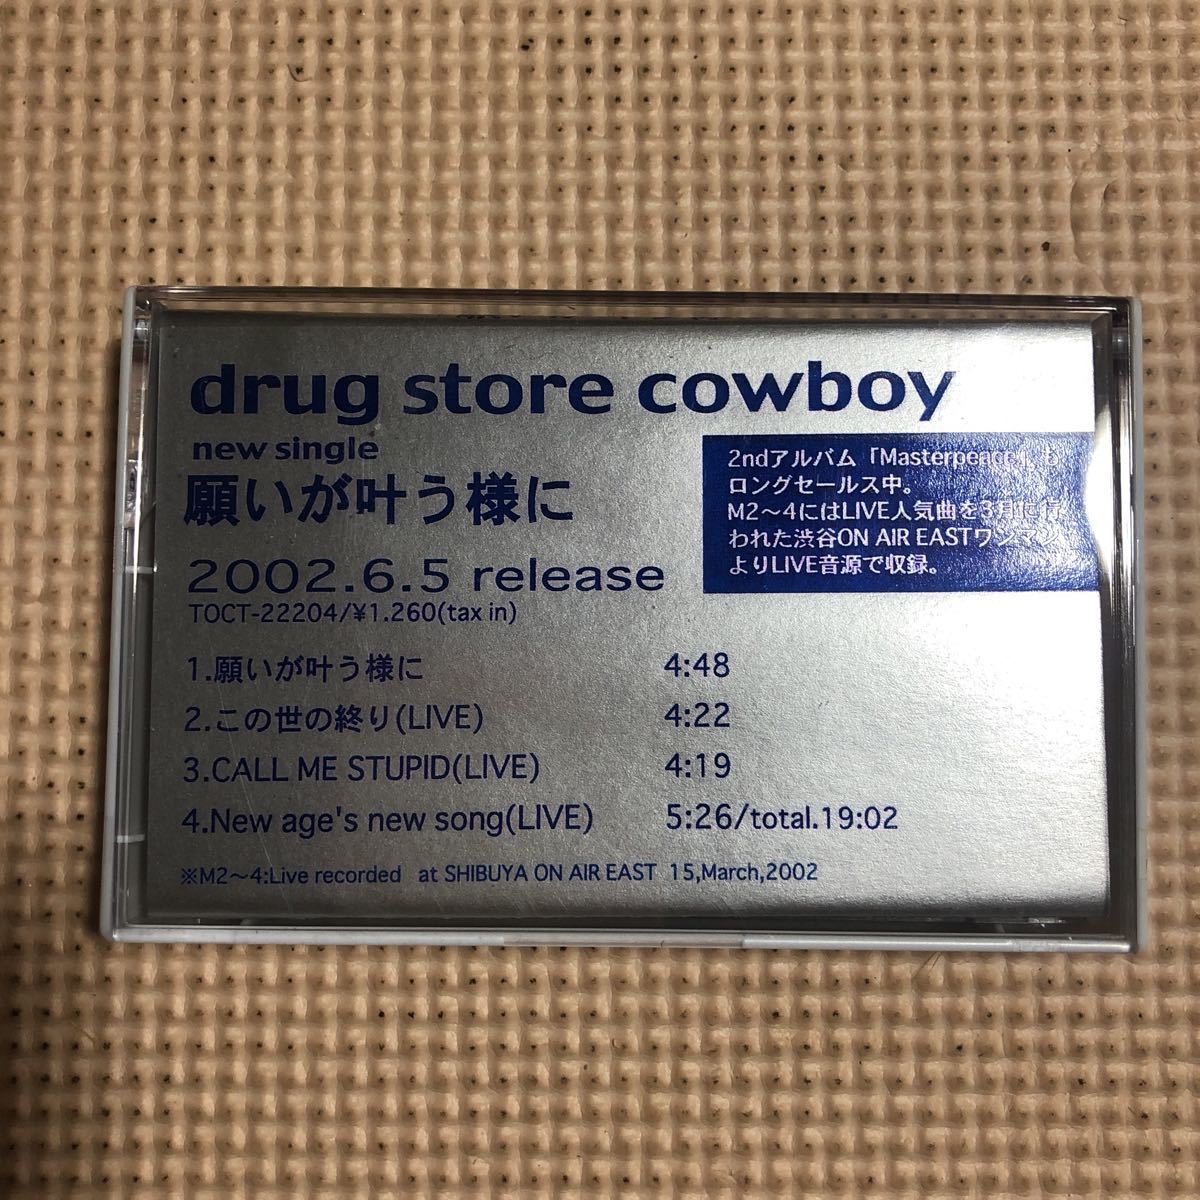 drug store cowboy
new single
願いが叶う様に
2ndアルバム「Masterpeace」も
ロングセールス中。
M2〜4にはLIVE人気曲を3月に行
われた渋谷ON AIR EASTワンマン
よりLIVE音源で収録。
2002.6.5 release
TOCT-22204/¥1.260(tax in)
1.願いが叶う様に 4:48
2.この世の終り(LIVE) 4:22
3.CALL ME STUPID(LIVE) 4:19
4.New age's new song(LIVE) 5:26/total.19:02
※M2〜4:Live recorded at SHIBUYA ON AIR EAST 15,March,2002